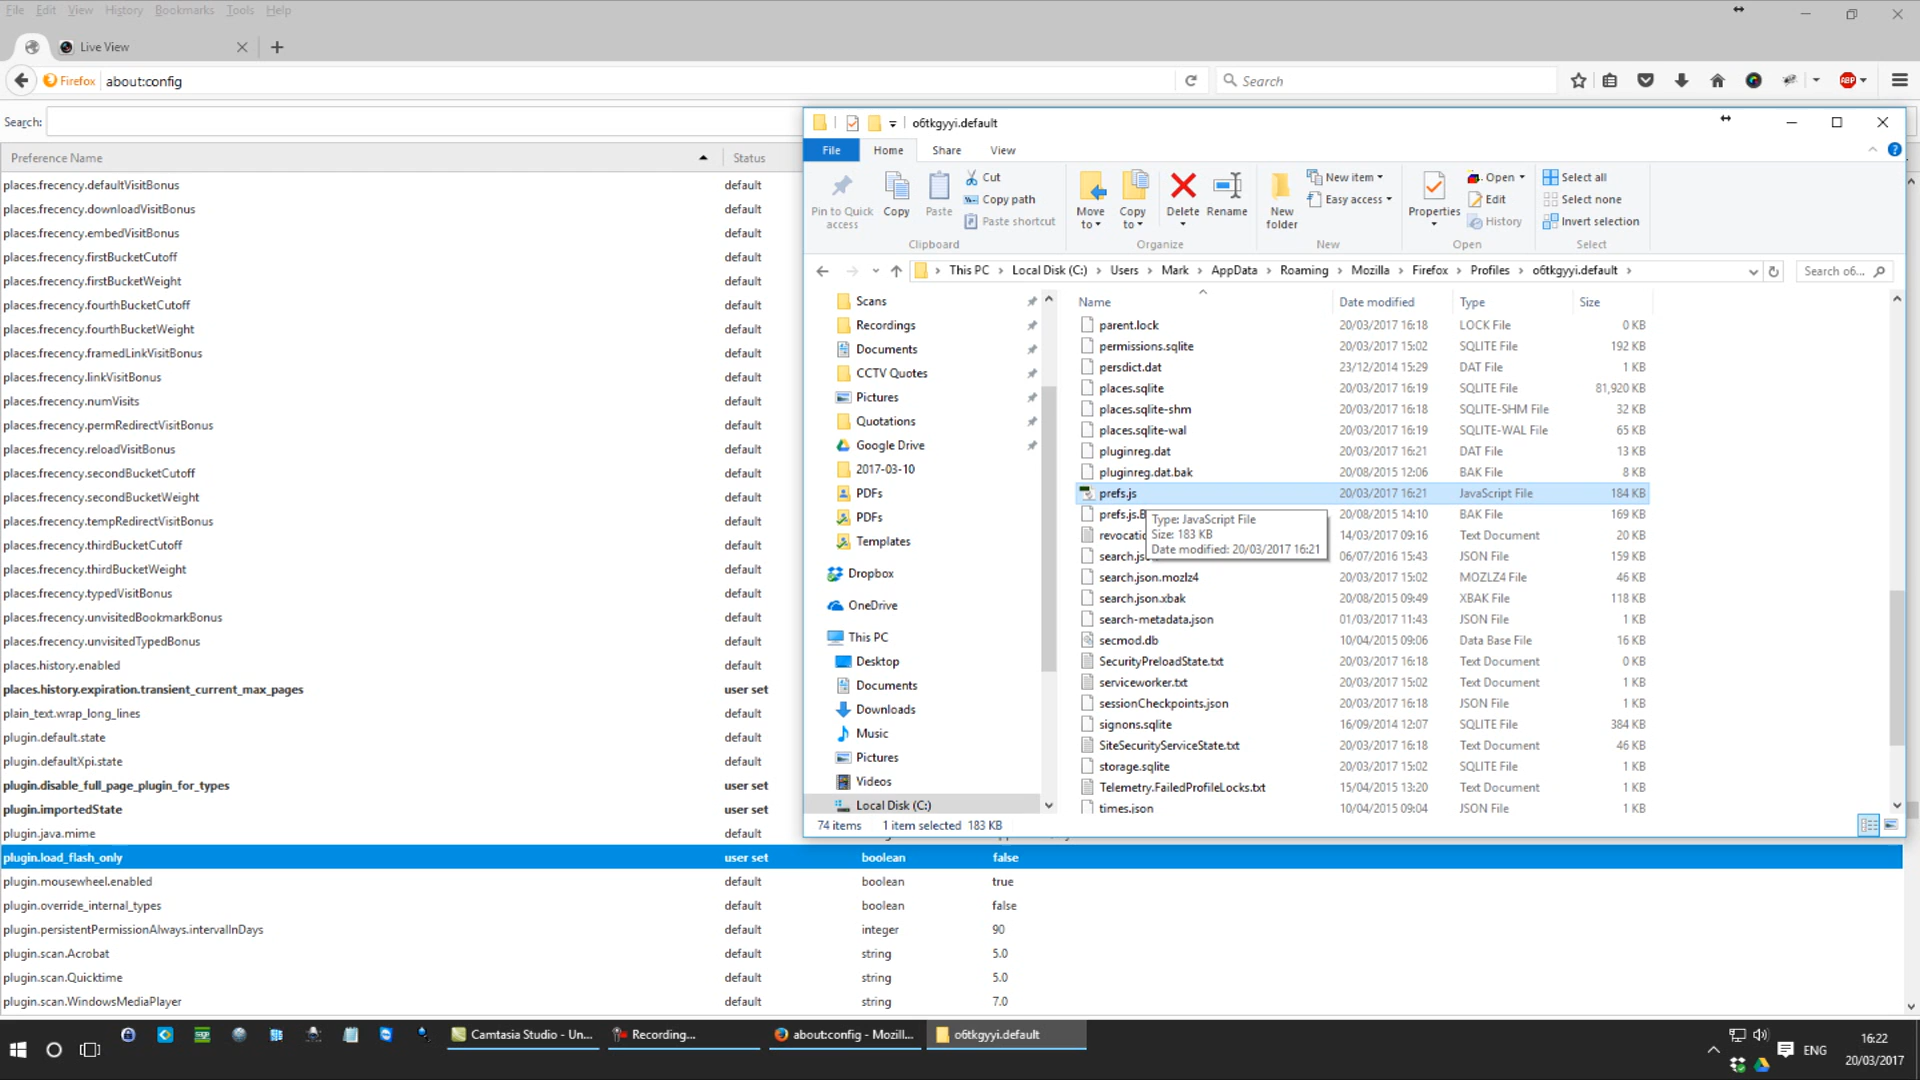 File Edit View History Bookmarks Tools Help
Live View
Firefox about:config
Search
ABP
Search:
Preference Name Status
places.frecency.defaultVisitBonus default
places.frecency.downloadVisitBonus default
places.frecency.embedVisitBonus default
places.frecency.firstBucketCutoff default
places.frecency.firstBucketWeight default
places.frecency.fourthBucketCutoff default
places.frecency.fourthBucketWeight default
places.frecency.framedLinkVisitBonus default
places.frecency.linkVisitBonus default
places.frecency.numVisits default
places.frecency.permRedirectVisitBonus default
places.frecency.reloadVisitBonus default
places.frecency.secondBucketCutoff default
places.frecency.secondBucketWeight default
places.frecency.tempRedirectVisitBonus default
places.frecency.thirdBucketCutoff default
places.frecency.thirdBucketWeight default
places.frecency.typedVisitBonus default
places.frecency.unvisitedBookmarkBonus default
places.frecency.unvisitedTypedBonus default
places.history.enabled default
places.history.expiration.transient_current_max_pages user set
plain_text.wrap_long_lines default
plugin.default.state default
plugin.defaultXpi.state default
plugin.disable_full_page_plugin_for_types user set
plugin.importedState user set
plugin.java.mime default
plugin.load_flash_only user set boolean false
plugin.mousewheel.enabled default boolean true
plugin.override_internal_types default boolean false
plugin.persistentPermissionAlways.intervalInDays default integer 90
plugin.scan.Acrobat default string 5.0
plugin.scan.Quicktime default string 5.0
plugin.scan.WindowsMediaPlayer default string 7.0
o6tkgyyi.default
File Home Share View
Pin to Quick access
Copy
Paste
Cut
Copy path
Paste shortcut
Clipboard
Move to
Copy to
Delete
Rename
Organize
New folder
New item
Easy access
New
Properties
Open
Edit
History
Open
Select all
Select none
Invert selection
Select
This PC Local Disk (C:) Users Mark AppData Roaming Mozilla Firefox Profiles o6tkgyyi.default
Search o6...
Scans
Recordings
Documents
CCTV Quotes
Pictures
Quotations
Google Drive
2017-03-10
PDFs
PDFs
Templates
Dropbox
OneDrive
This PC
Desktop
Documents
Downloads
Music
Pictures
Videos
Local Disk (C:)
Name Date modified Type Size
parent.lock 20/03/2017 16:18 LOCK File 0 KB
permissions.sqlite 20/03/2017 15:02 SQLITE File 192 KB
persdict.dat 23/12/2014 15:29 DAT File 1 KB
places.sqlite 20/03/2017 16:19 SQLITE File 81,920 KB
places.sqlite-shm 20/03/2017 16:18 SQLITE-SHM File 32 KB
places.sqlite-wal 20/03/2017 16:19 SQLITE-WAL File 65 KB
pluginreg.dat 20/03/2017 16:21 DAT File 13 KB
pluginreg.dat.bak 20/08/2015 12:06 BAK File 8 KB
prefs.js 20/03/2017 16:21 JavaScript File 184 KB
prefs.js.B 20/08/2015 14:10 BAK File 169 KB
revocatio 14/03/2017 09:16 Text Document 20 KB
search.js 06/07/2016 15:43 JSON File 159 KB
search.json.mozlz4 20/03/2017 15:02 MOZLZ4 File 46 KB
search.json.xbak 20/08/2015 09:49 XBAK File 118 KB
search-metadata.json 01/03/2017 11:43 JSON File 1 KB
secmod.db 10/04/2015 09:06 Data Base File 16 KB
SecurityPreloadState.txt 20/03/2017 16:18 Text Document 0 KB
serviceworker.txt 20/03/2017 15:02 Text Document 1 KB
sessionCheckpoints.json 20/03/2017 16:18 JSON File 1 KB
signons.sqlite 16/09/2014 12:07 SQLITE File 384 KB
SiteSecurityServiceState.txt 20/03/2017 16:18 Text Document 46 KB
storage.sqlite 20/03/2017 15:02 SQLITE File 1 KB
Telemetry.FailedProfileLocks.txt 15/04/2015 13:20 Text Document 1 KB
times.json 10/04/2015 09:04 JSON File 1 KB
Type: JavaScript File
Size: 183 KB
Date modified: 20/03/2017 16:21
74 items 1 item selected 183 KB
Camtasia Studio - Un...
Recording...
about:config - Mozill...
o6tkgyyi.default
ENG
16:22
20/03/2017